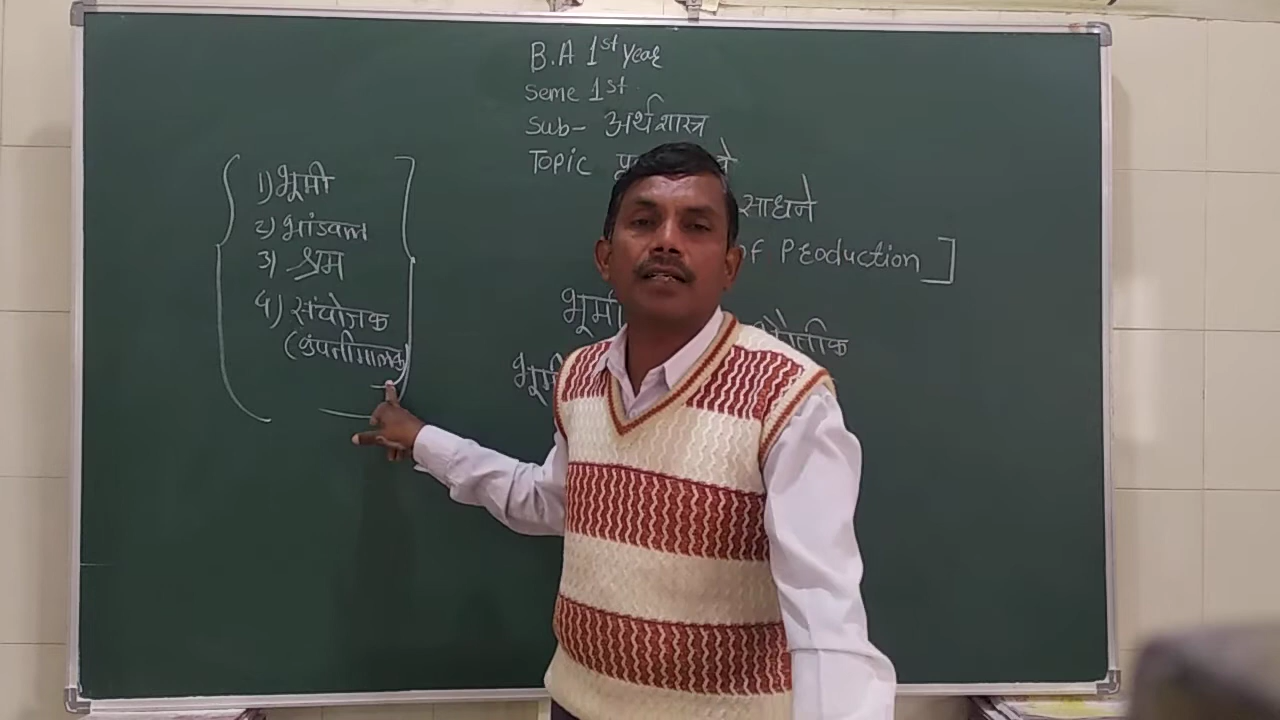 B.A 1st Year
Seme 1st
Sub- अर्थशास्त्र
Topic
साधने
of Production ]
1) भूमी
2) भांडवल
3) श्रम
4) संयोजक
(कंपनीमालक)
भूमी
भौतीक
भूमी